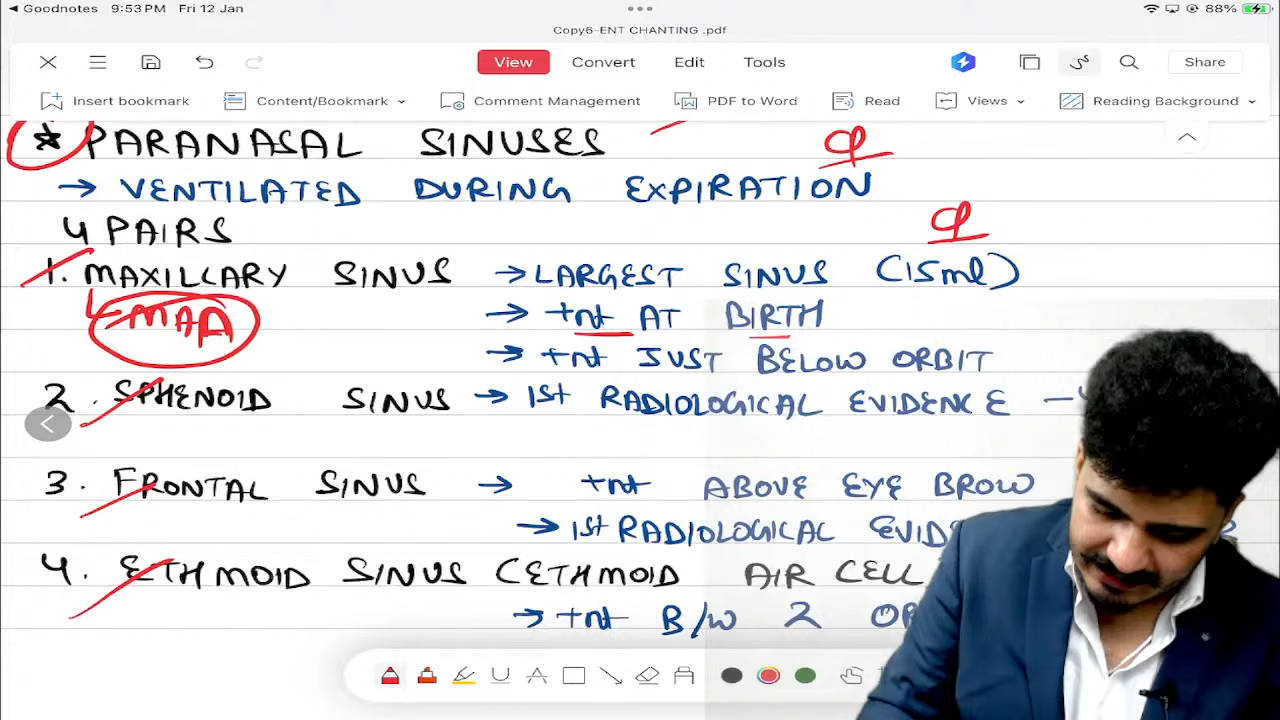 Goodnotes 9:53 PM Fri 12 Jan 88%
Copy6-ENT CHANTING .pdf
View Convert Edit Tools Share
Insert bookmark Content/Bookmark Comment Management PDF to Word Read Views Reading Background
★ PARANASAL SINUSES
→ VENTILATED DURING EXPIRATION
4 PAIRS
1. MAXILLARY SINUS → LARGEST SINUS (15ml)
→ +nt AT BIRTH
→ +nt JUST BELOW ORBIT
2. SPHENOID SINUS → 1st RADIOLOGICAL EVIDENCE - 4
3. FRONTAL SINUS → +nt ABOVE EYE BROW
→ 1st RADIOLOGICAL
4. ETHMOID SINUS (ETHMOID AIR CELL
→ +nt B/W 2